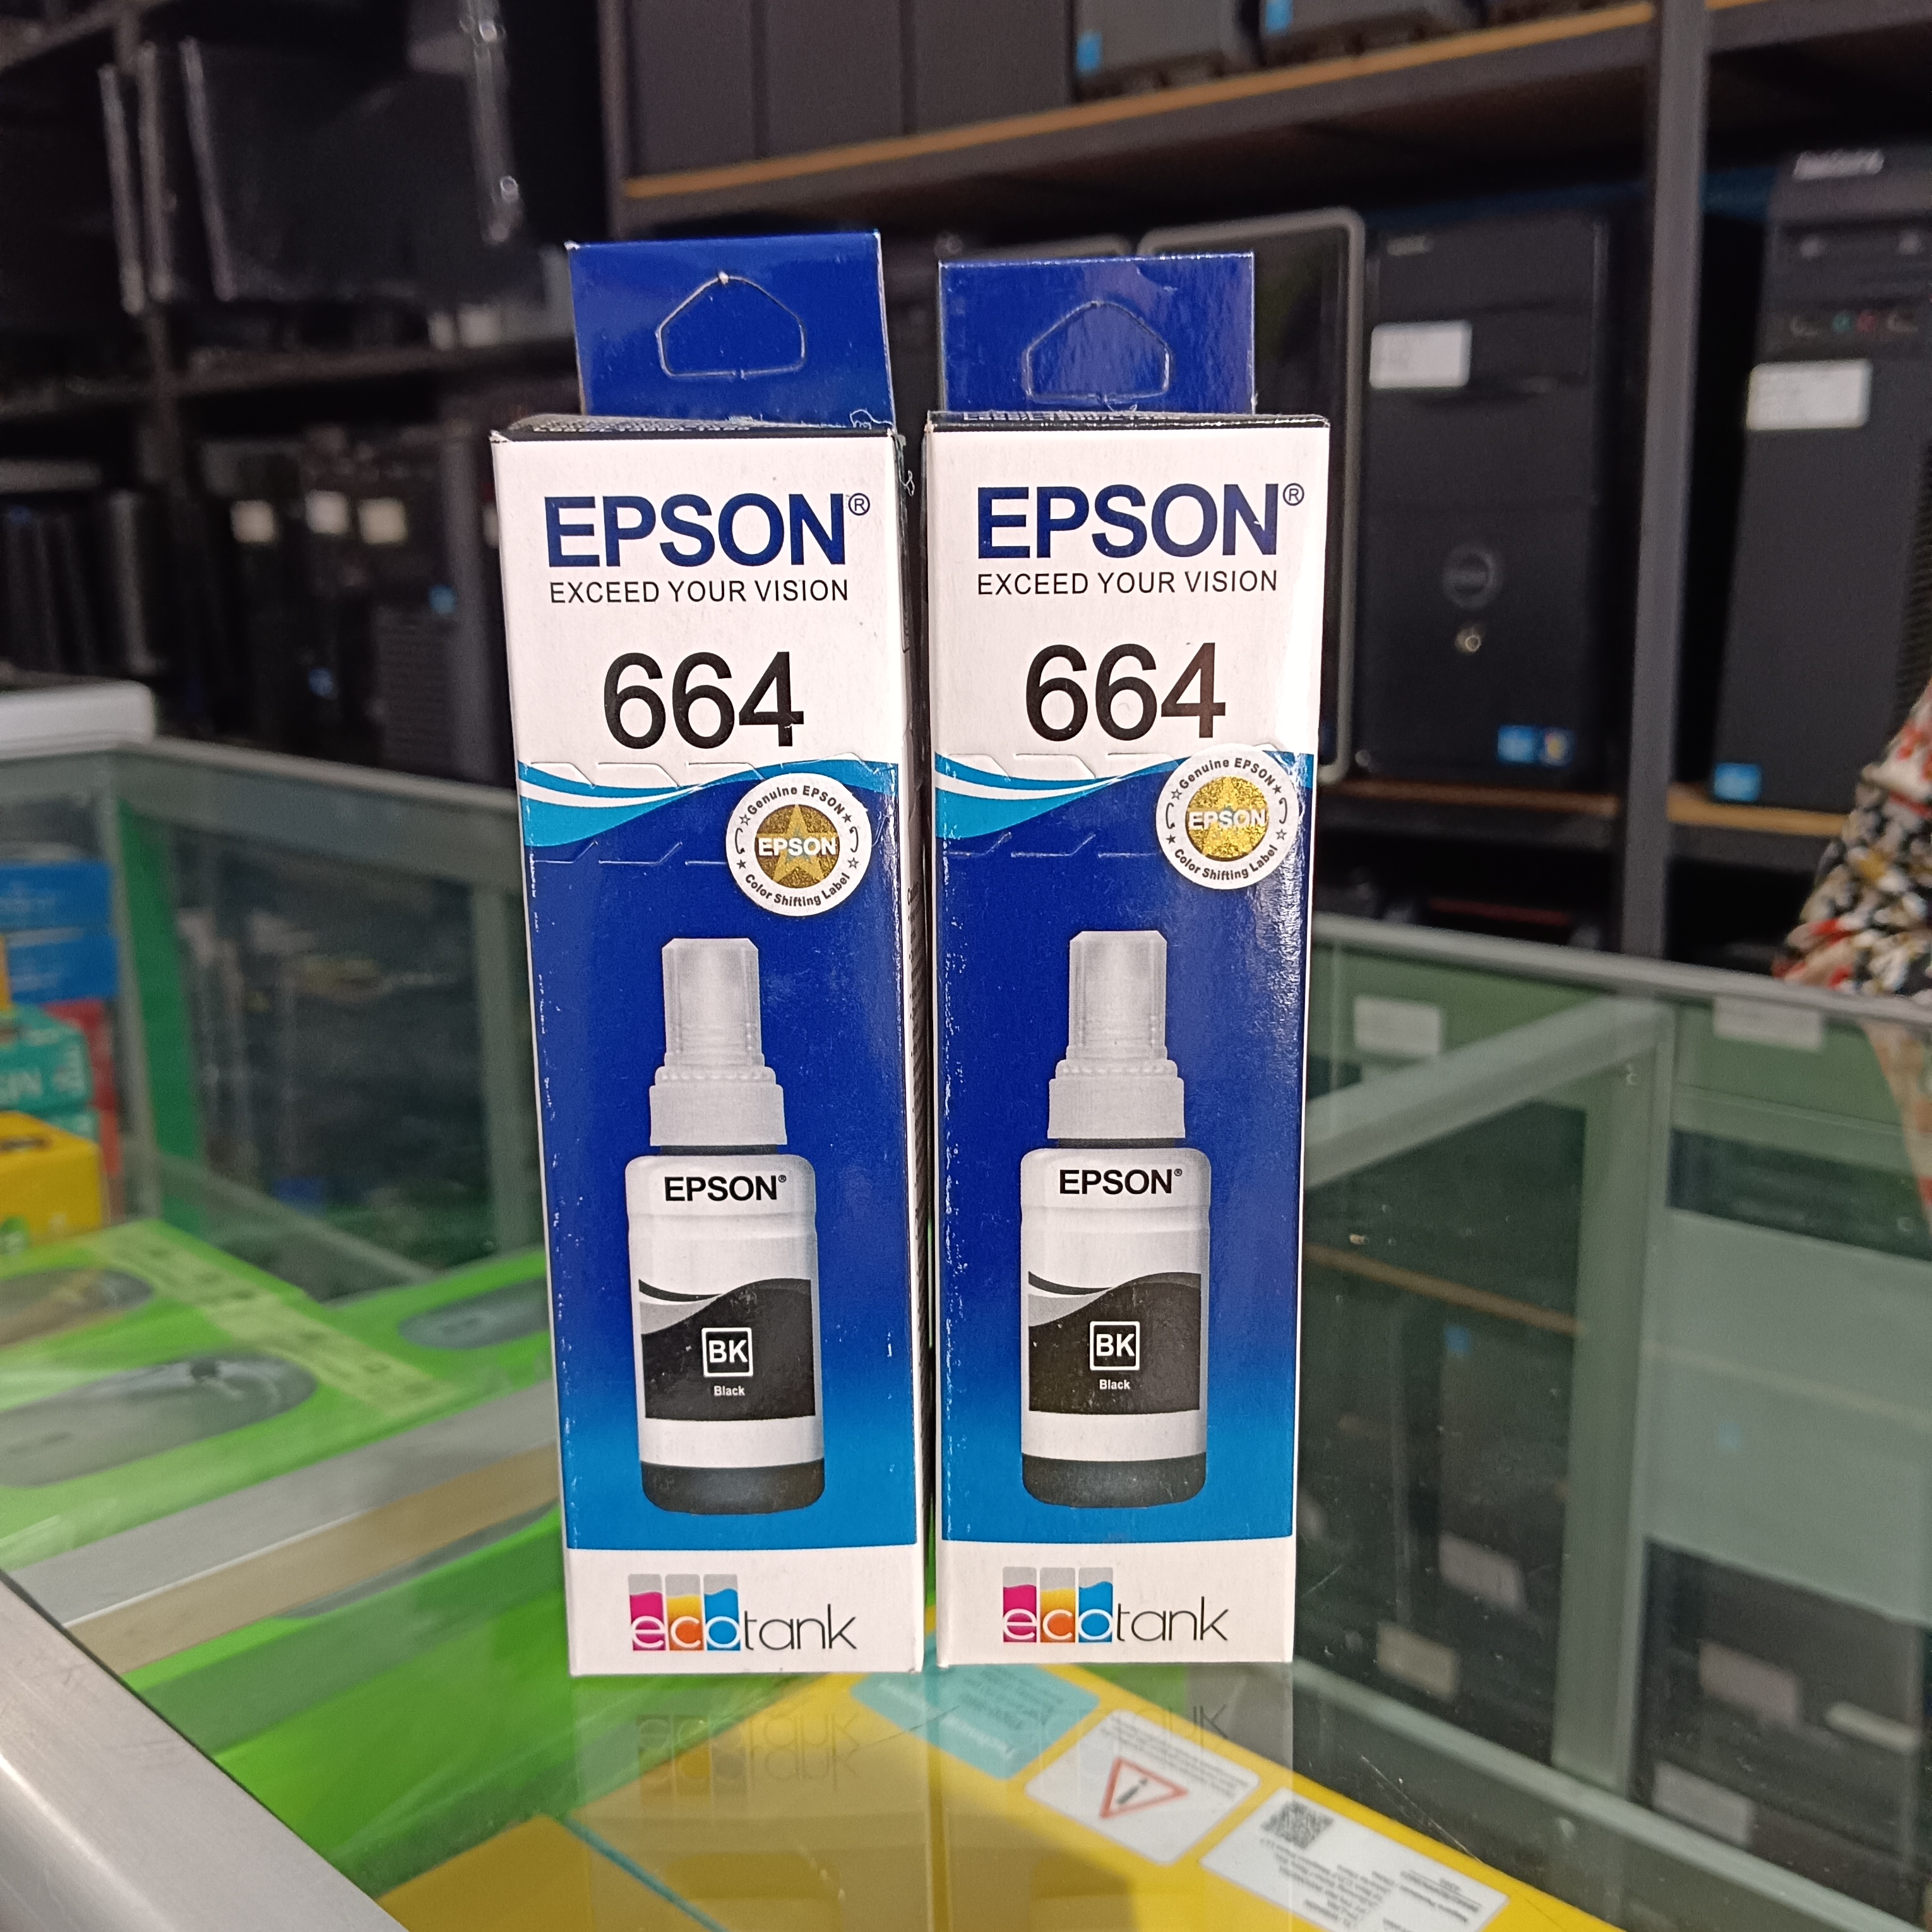 EPSON®
EXCEED YOUR VISION
664
Genuine EPSON
EPSON
Color Shifting Label
EPSON®
BK
Black
ecotank
EPSON®
EXCEED YOUR VISION
664
Genuine EPSON
EPSON
Color Shifting Label
EPSON®
BK
Black
ecotank